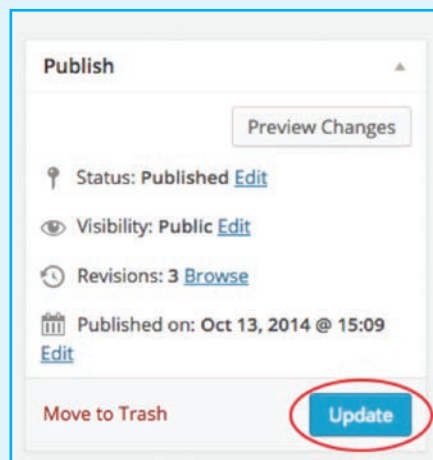 Publish
Preview Changes
Status: Published Edit
Visibility: Public Edit
Revisions: 3 Browse
Published on: Oct 13, 2014 @ 15:09
Edit
Move to Trash Update